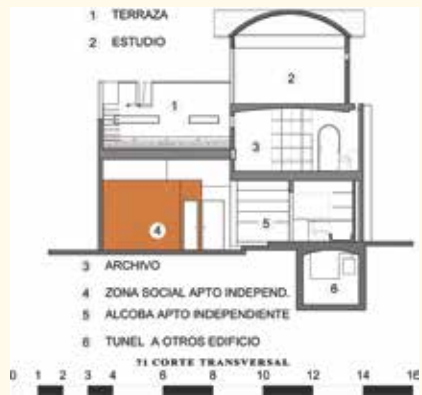 1 TERRAZA
2 ESTUDIO
2
1
3
4
5
6
3 ARCHIVO
4 ZONA SOCIAL APTO INDEPEND.
5 ALCOBA APTO INDEPENDIENTE
6 TUNEL A OTROS EDIFICIO
71 CORTE TRANSVERSAL
0 1 2 3 4 6 8 10 12 14 16